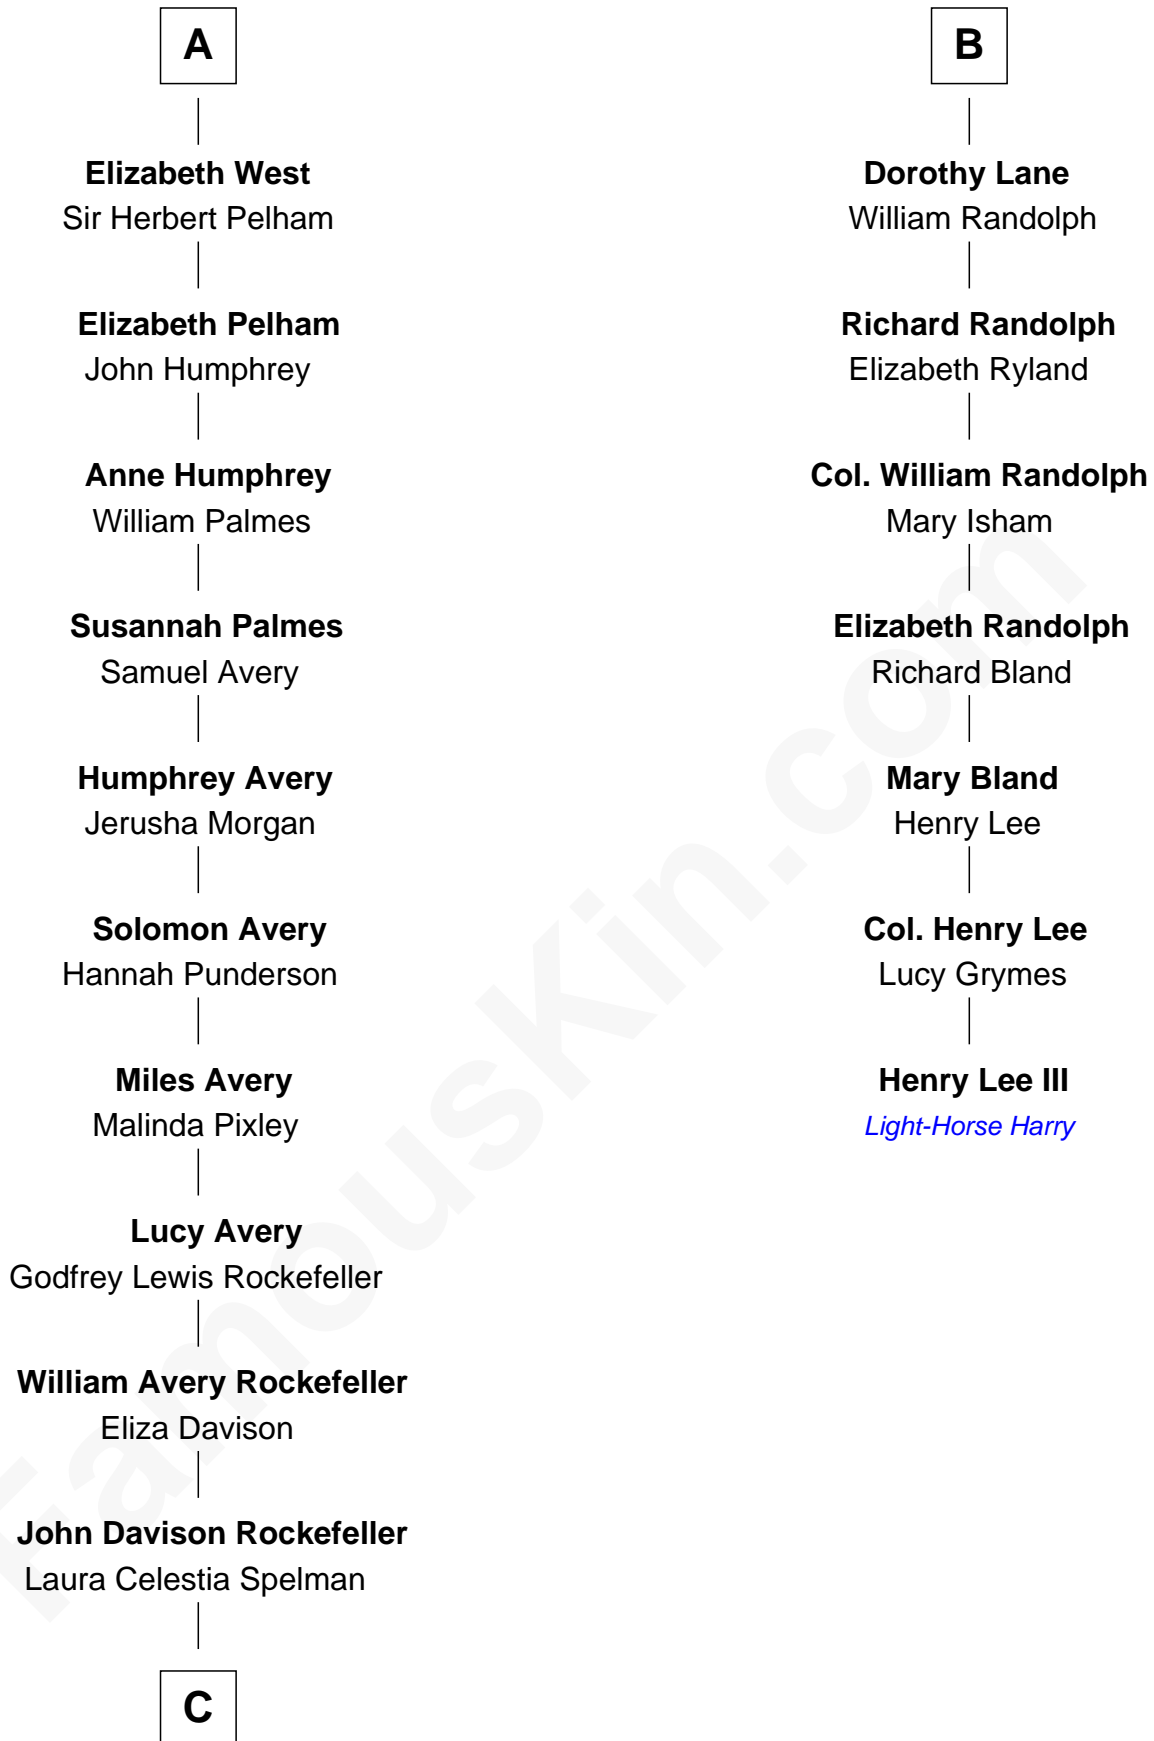 A
Elizabeth West
Sir Herbert Pelham
Elizabeth Pelham
John Humphrey
Anne Humphrey
William Palmes
Susannah Palmes
Samuel Avery
Humphrey Avery
Jerusha Morgan
Solomon Avery
Hannah Punderson
Miles Avery
Malinda Pixley
Lucy Avery
Godfrey Lewis Rockefeller
William Avery Rockefeller
Eliza Davison
John Davison Rockefeller
Laura Celestia Spelman
C
B
Dorothy Lane
William Randolph
Richard Randolph
Elizabeth Ryland
Col. William Randolph
Mary Isham
Elizabeth Randolph
Richard Bland
Mary Bland
Henry Lee
Col. Henry Lee
Lucy Grymes
Henry Lee III
Light-Horse Harry
FamousKin.com